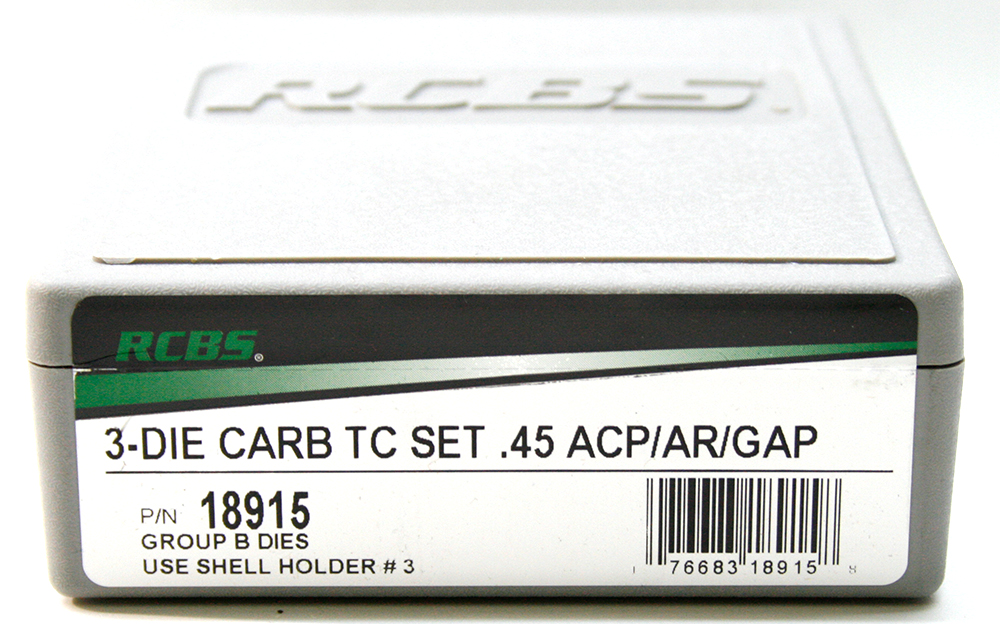 RCBS
RCBS®
3-DIE CARB TC SET .45 ACP/AR/GAP
P/N 18915
GROUP B DIES
USE SHELL HOLDER # 3
76683 18915 8